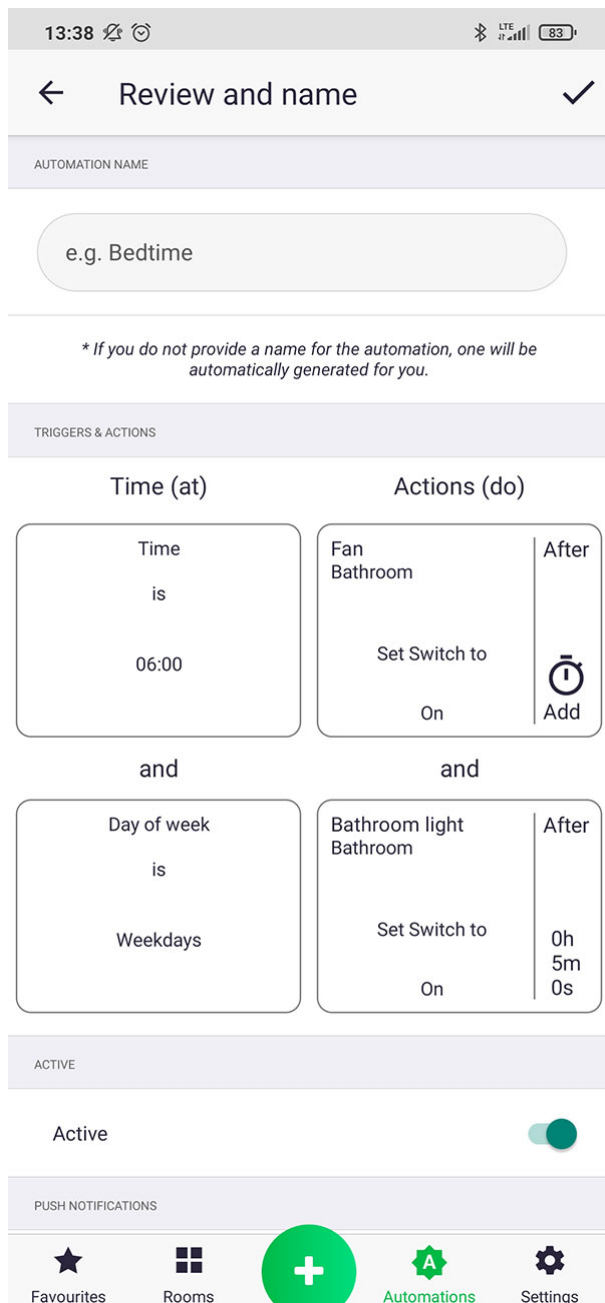 13:38
LTE
83
Review and name
AUTOMATION NAME
e.g. Bedtime
* If you do not provide a name for the automation, one will be
automatically generated for you.
TRIGGERS & ACTIONS
Time (at)
Actions (do)
Time
is
06:00
Fan
Bathroom
Set Switch to
On
After
Add
and
and
Day of week
is
Weekdays
Bathroom light
Bathroom
Set Switch to
On
After
0h
5m
0s
ACTIVE
Active
PUSH NOTIFICATIONS
Favourites
Rooms
A
Automations
Settings